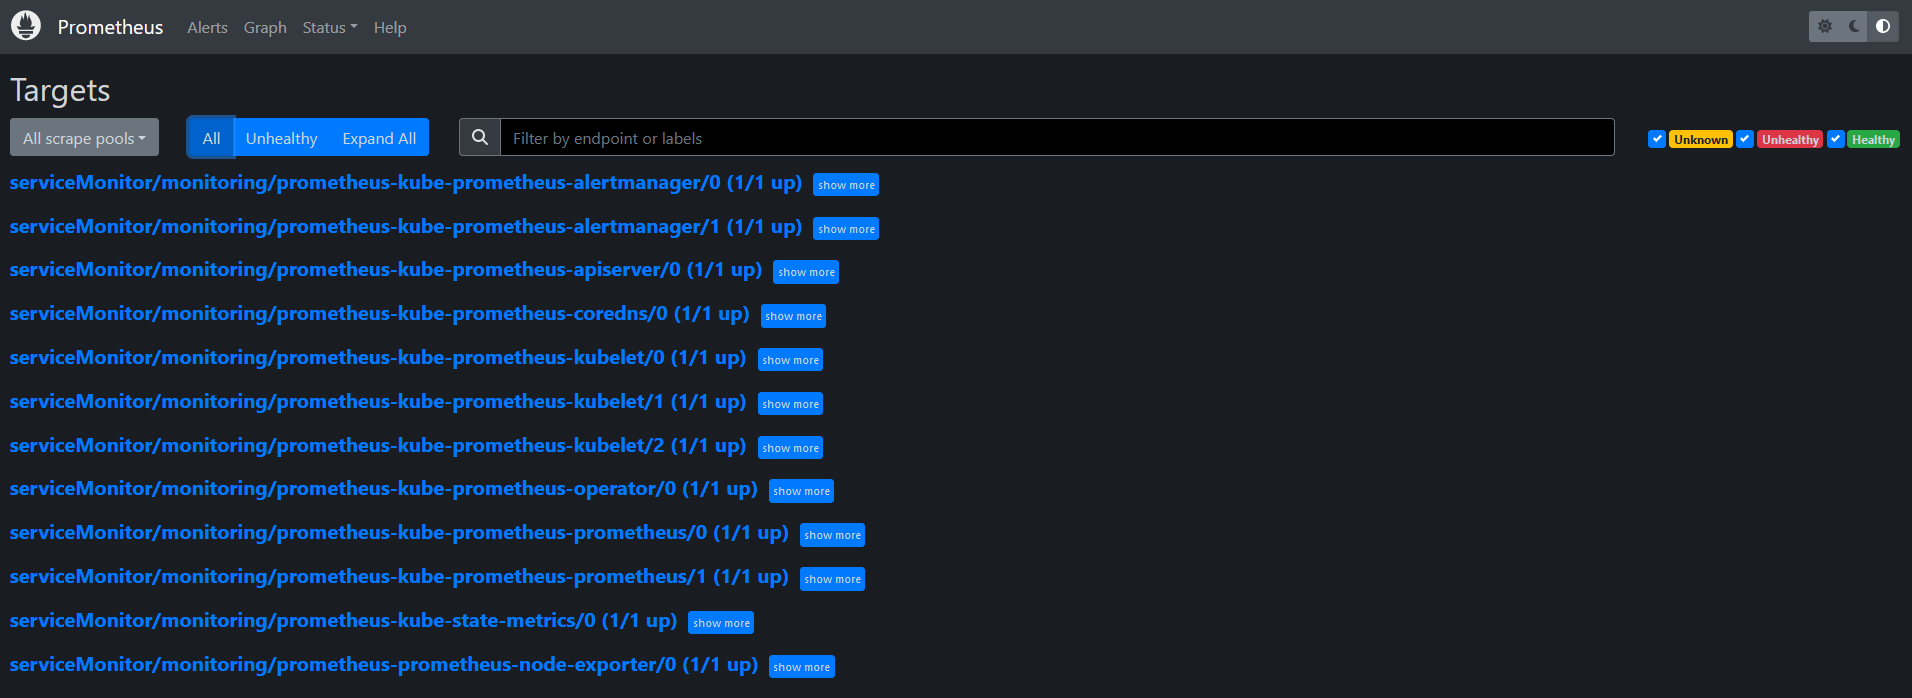 Prometheus Alerts Graph Status Help
Targets
All scrape pools All Unhealthy Expand All Filter by endpoint or labels Unknown Unhealthy Healthy
serviceMonitor/monitoring/prometheus-kube-prometheus-alertmanager/0 (1/1 up) show more
serviceMonitor/monitoring/prometheus-kube-prometheus-alertmanager/1 (1/1 up) show more
serviceMonitor/monitoring/prometheus-kube-prometheus-apiserver/0 (1/1 up) show more
serviceMonitor/monitoring/prometheus-kube-prometheus-coredns/0 (1/1 up) show more
serviceMonitor/monitoring/prometheus-kube-prometheus-kubelet/0 (1/1 up) show more
serviceMonitor/monitoring/prometheus-kube-prometheus-kubelet/1 (1/1 up) show more
serviceMonitor/monitoring/prometheus-kube-prometheus-kubelet/2 (1/1 up) show more
serviceMonitor/monitoring/prometheus-kube-prometheus-operator/0 (1/1 up) show more
serviceMonitor/monitoring/prometheus-kube-prometheus-prometheus/0 (1/1 up) show more
serviceMonitor/monitoring/prometheus-kube-prometheus-prometheus/1 (1/1 up) show more
serviceMonitor/monitoring/prometheus-kube-state-metrics/0 (1/1 up) show more
serviceMonitor/monitoring/prometheus-prometheus-node-exporter/0 (1/1 up) show more